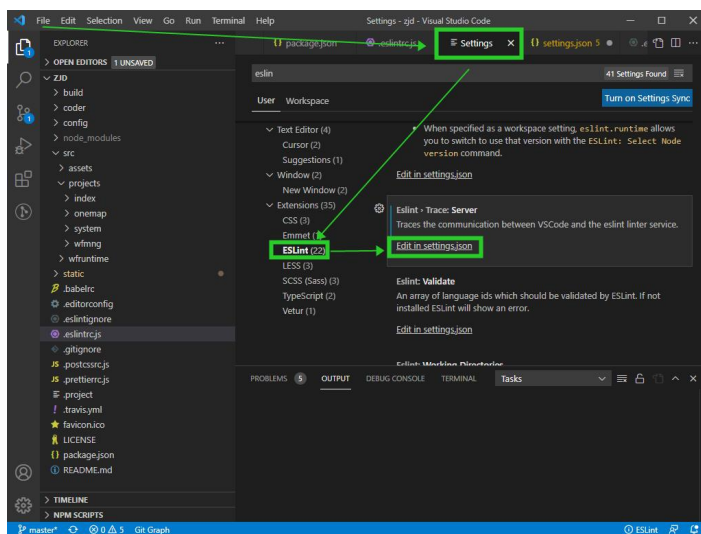 File Edit Selection View Go Run Terminal Help
Settings - zjd - Visual Studio Code
EXPLORER
OPEN EDITORS 1 UNSAVED
ZJD
build
coder
config
node_modules
src
assets
projects
index
onemap
system
wfmng
wfruntime
static
.babelrc
.editorconfig
.eslintignore
.eslintrc.js
.gitignore
JS .postcssrc.js
JS .prettierrc.js
.project
.travis.yml
favicon.ico
LICENSE
{} package.json
README.md
TIMELINE
NPM SCRIPTS
{} package.json
.eslintrc.js
Settings
{} settings.json 5
eslin
41 Settings Found
User Workspace
Turn on Settings Sync
Text Editor (4)
Cursor (2)
Suggestions (1)
Window (2)
New Window (2)
Extensions (35)
CSS (3)
Emmet
ESLint (22)
LESS (3)
SCSS (Sass) (3)
TypeScript (2)
Vetur (1)
When specified as a workspace setting, eslint.runtime allows
you to switch to use that version with the ESLint: Select Node
version command.
Edit in settings.json
Eslint › Trace: Server
Traces the communication between VSCode and the eslint linter service.
Edit in settings.json
Eslint: Validate
An array of language ids which should be validated by ESLint. If not
installed ESLint will show an error.
Edit in settings.json
Eslint: Working Directories
PROBLEMS 5 OUTPUT DEBUG CONSOLE TERMINAL Tasks
master* 0 5 Git Graph
ESLint